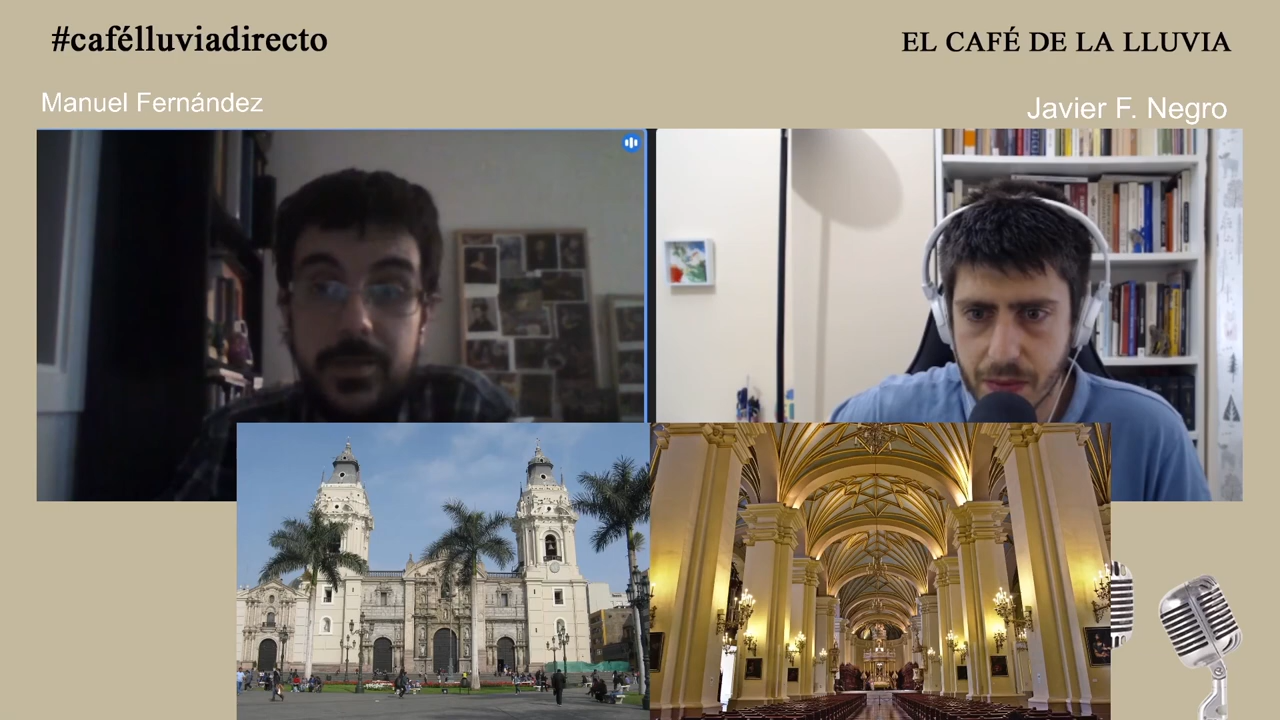 #cafélluviadirecto
EL CAFÉ DE LA LLUVIA
Manuel Fernández
Javier F. Negro